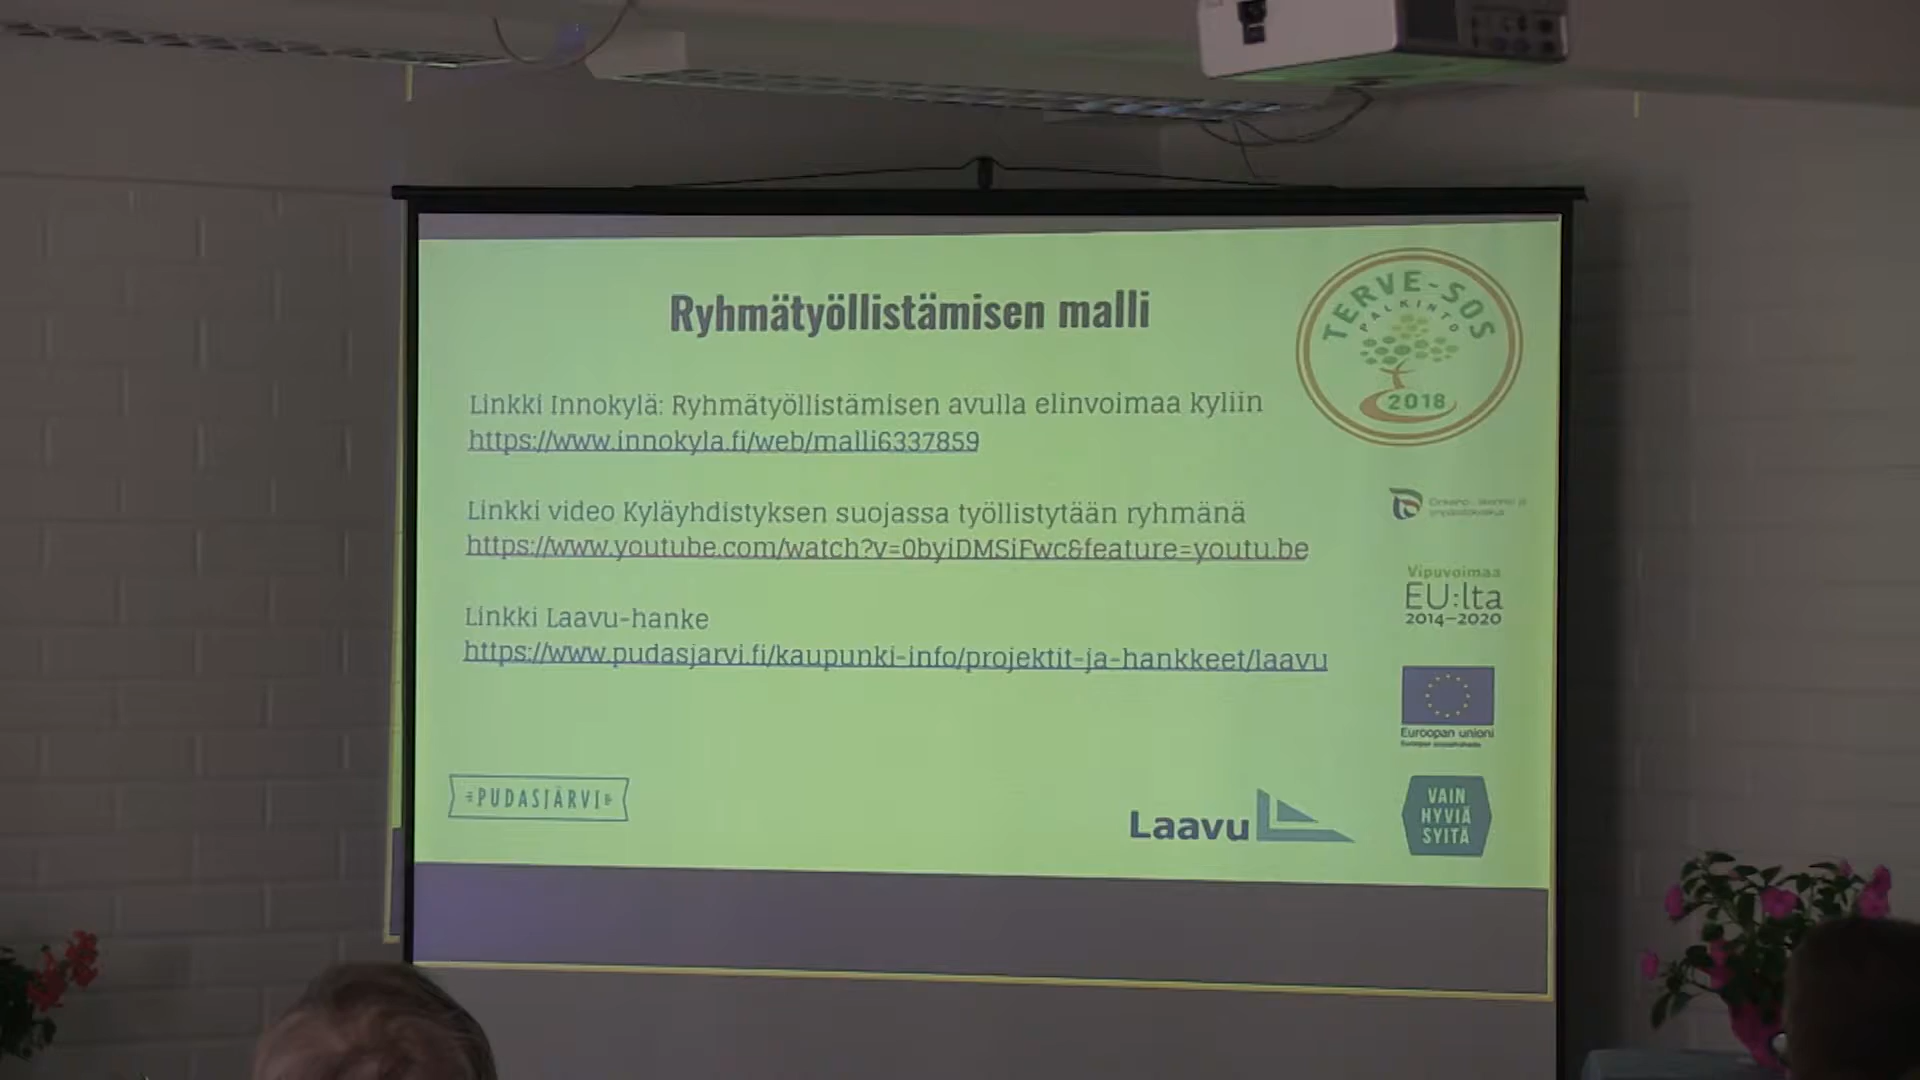 Ryhmätyöllistämisen malli
TERVE-SOS
PALKINTO
2018
Linkki Innokylä: Ryhmätyöllistämisen avulla elinvoimaa kyliin
https://www.innokyla.fi/web/malli6337859
Linkki video Kyläyhdistyksen suojassa työllistytään ryhmänä
https://www.youtube.com/watch?v=0byiDMSiFwc&feature=youtu.be
Linkki Laavu-hanke
https://www.pudasjarvi.fi/kaupunki-info/projektit-ja-hankkeet/laavu
Vipuvoimaa
EU:lta
2014–2020
Euroopan unioni
PUDASJÄRVI
Laavu
VAIN
HYVIÄ
SYITÄ